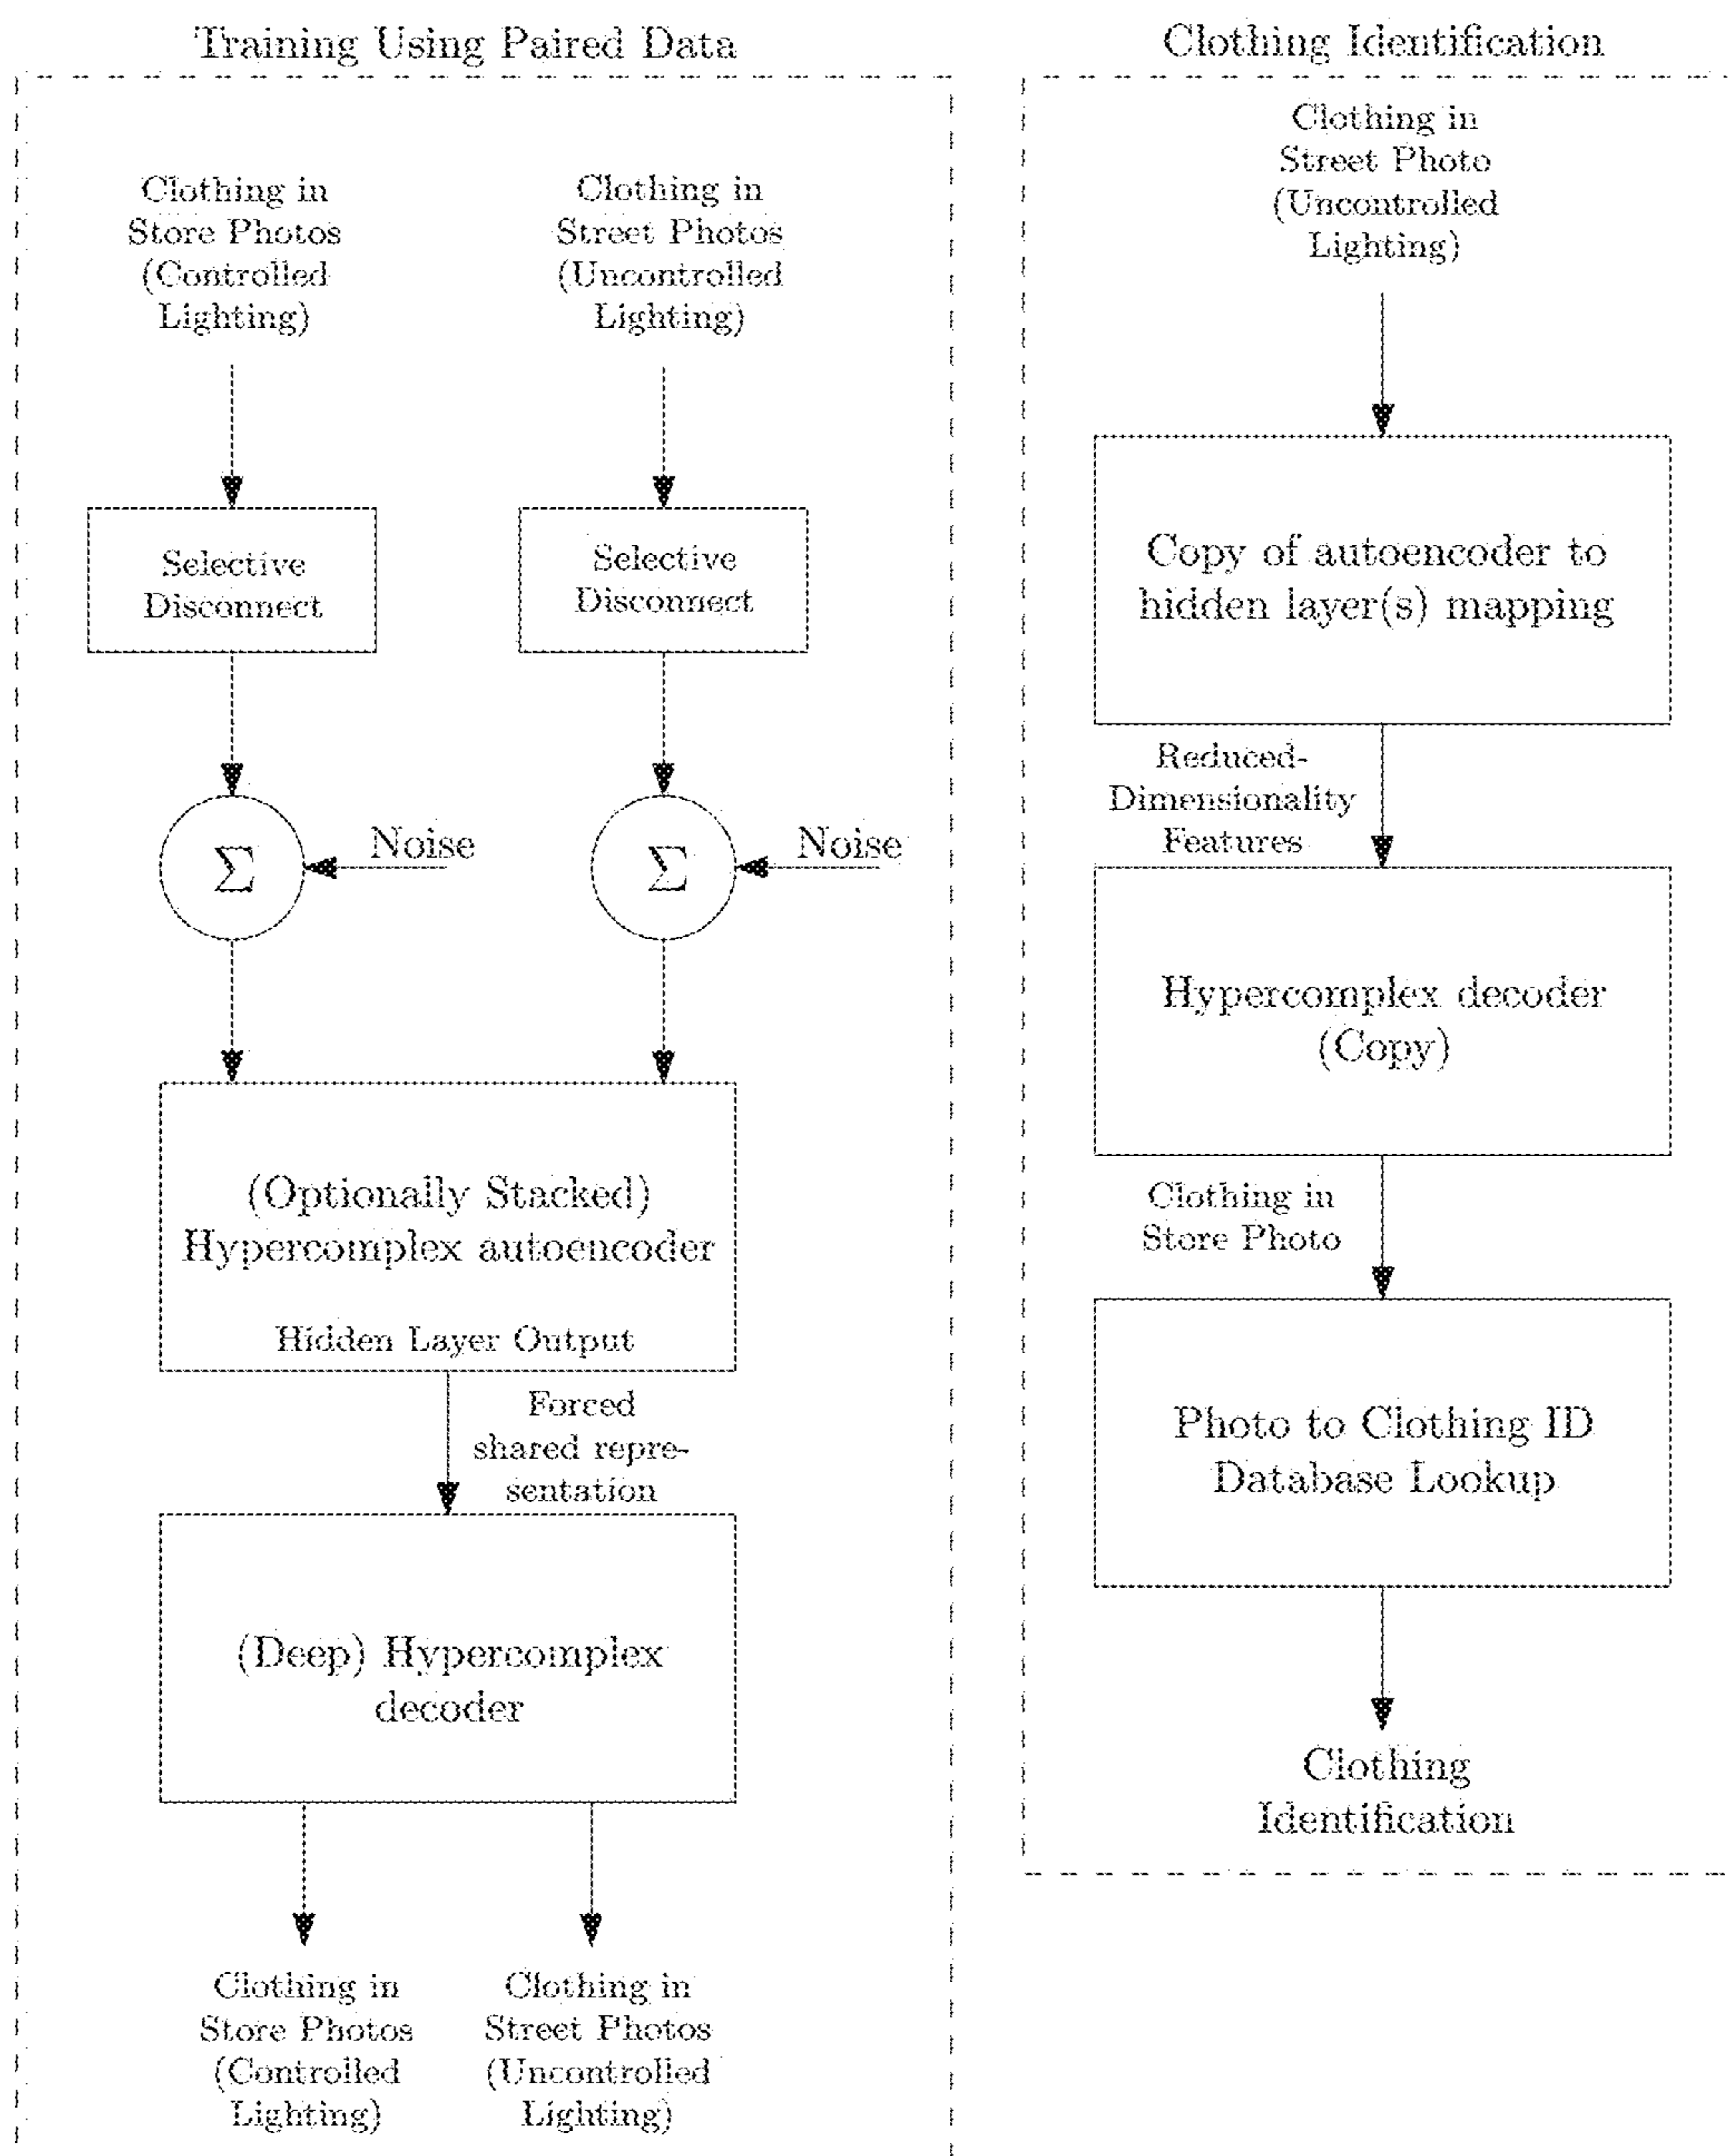 Training Using Paired Data
Clothing in
Store Photos
(Controlled
Lighting)
Clothing in
Street Photos
(Uncontrolled
Lighting)
Selective
Disconnect
Selective
Disconnect
Σ
Noise
Σ
Noise
(Optionally Stacked)
Hypercomplex autoencoder
Hidden Layer Output
Forced
shared repre-
sentation
(Deep) Hypercomplex
decoder
Clothing in
Store Photos
(Controlled
Lighting)
Clothing in
Street Photos
(Uncontrolled
Lighting)
Clothing Identification
Clothing in
Street Photo
(Uncontrolled
Lighting)
Copy of autoencoder to
hidden layer(s) mapping
Reduced-
Dimensionality
Features
Hypercomplex decoder
(Copy)
Clothing in
Store Photo
Photo to Clothing ID
Database Lookup
Clothing
Identification